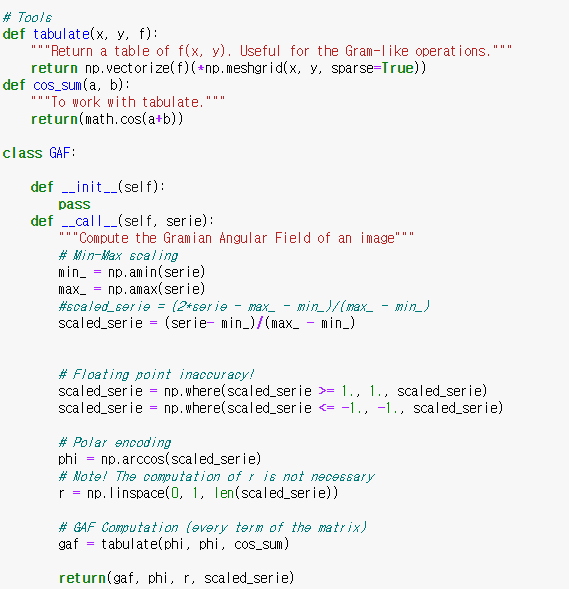 # Tools
def tabulate(x, y, f):
    """Return a table of f(x, y). Useful for the Gram-like operations."""
    return np.vectorize(f)(*np.meshgrid(x, y, sparse=True))
def cos_sum(a, b):
    """To work with tabulate."""
    return(math.cos(a+b))

class GAF:

    def __init__(self):
        pass
    def __call__(self, serie):
        """Compute the Gramian Angular Field of an image"""
        # Min-Max scaling
        min_ = np.amin(serie)
        max_ = np.amax(serie)
        #scaled_serie = (2*serie - max_ - min_)/(max_ - min_)
        scaled_serie = (serie- min_)/(max_ - min_)


        # Floating point inaccuracy!
        scaled_serie = np.where(scaled_serie >= 1., 1., scaled_serie)
        scaled_serie = np.where(scaled_serie <= -1., -1., scaled_serie)

        # Polar encoding
        phi = np.arccos(scaled_serie)
        # Note! The computation of r is not necessary
        r = np.linspace(0, 1, len(scaled_serie))

        # GAF Computation (every term of the matrix)
        gaf = tabulate(phi, phi, cos_sum)

        return(gaf, phi, r, scaled_serie)